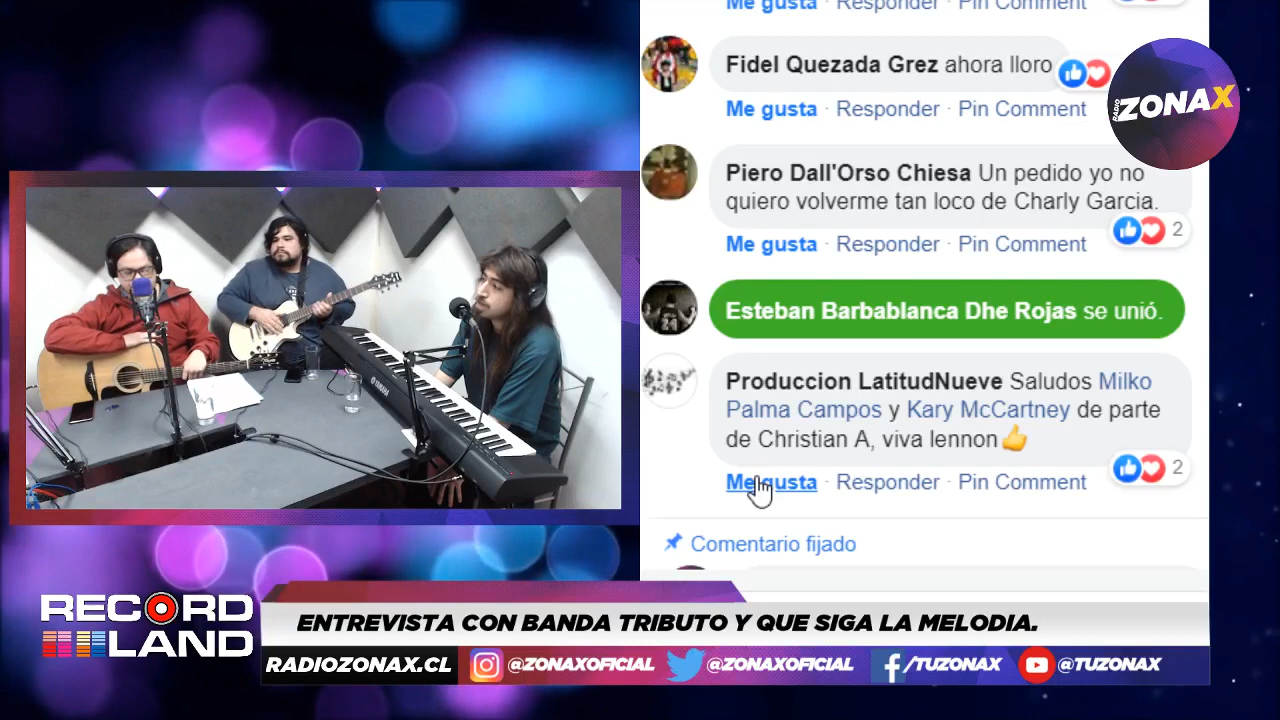 Me gusta · Responder · Pin Comment
Fidel Quezada Grez ahora lloro
Me gusta · Responder · Pin Comment
RADIO
ZONAX
Piero Dall'Orso Chiesa Un pedido yo no
quiero volverme tan loco de Charly Garcia.
2
Me gusta · Responder · Pin Comment
Esteban Barbablanca Dhe Rojas se unió.
Produccion LatitudNueve Saludos Milko
Palma Campos y Kary McCartney de parte
de Christian A, viva lennon
2
Me gusta · Responder · Pin Comment
Comentario fijado
YAMAHA
RECORD
LAND
ENTREVISTA CON BANDA TRIBUTO Y QUE SIGA LA MELODIA.
RADIOZONAX.CL @ZONAXOFICIAL @ZONAXOFICIAL /TUZONAX @TUZONAX